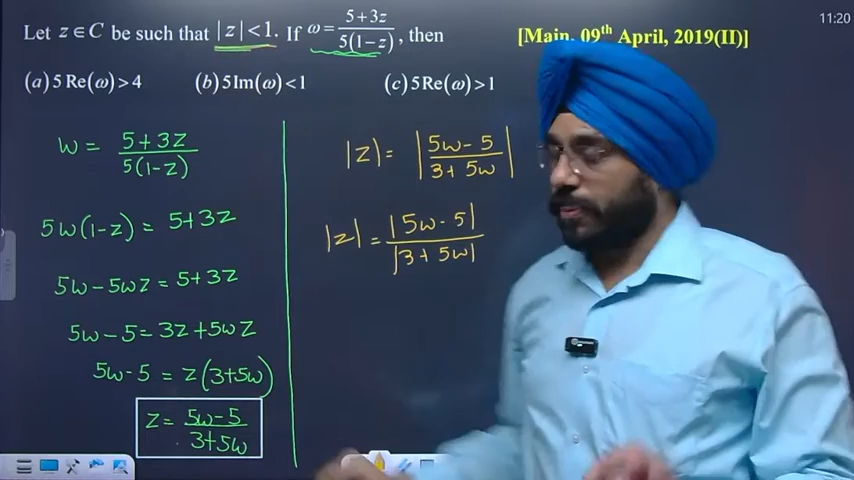 11:20
Let z ∈ C be such that |z| < 1. If ω = (5+3z)/(5(1−z)), then
[Main, 09th April, 2019(II)]
(a) 5 Re(ω) > 4 (b) 5 Im(ω) < 1 (c) 5 Re(ω) > 1
w = (5+3z)/(5(1-z))
5w(1-z) = 5+3z
5w - 5wz = 5+3z
5w - 5 = 3z + 5wz
5w - 5 = z(3+5w)
z = (5w-5)/(3+5w)
|z| = |(5w-5)/(3+5w)|
|z| = |5w-5|/|3+5w|